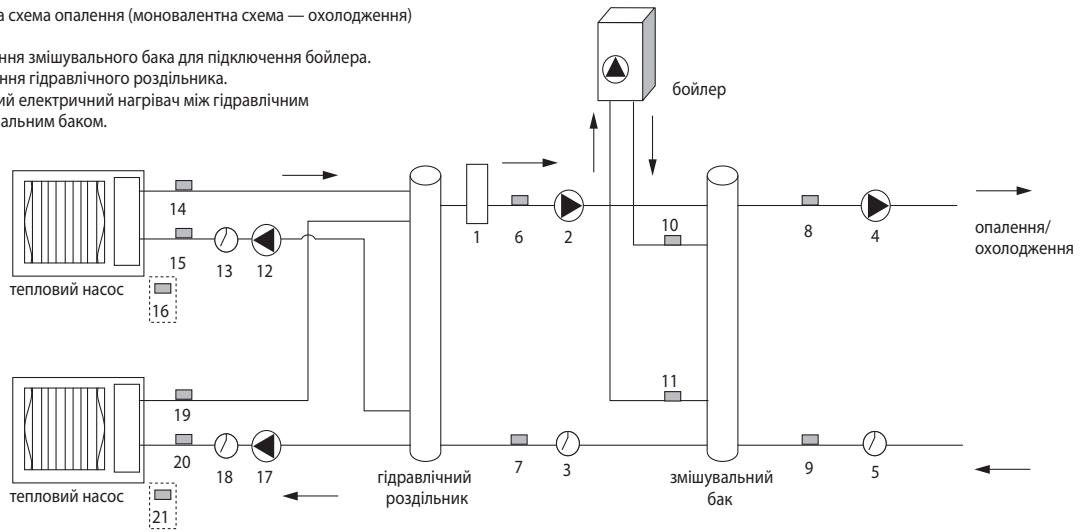 а схема опалення (моновалентна схема — охолодження)
ння змішувального бака для підключення бойлера.
ння гідравлічного роздільника.
ий електричний нагрівач між гідравлічним
альним баком.
бойлер
14
1
6
2
10
8
4
опалення/
охолодження
15
13
12
тепловий насос
16
11
19
20
18
17
7
3
9
5
гідравлічний
роздільник
змішувальний
бак
тепловий насос
21